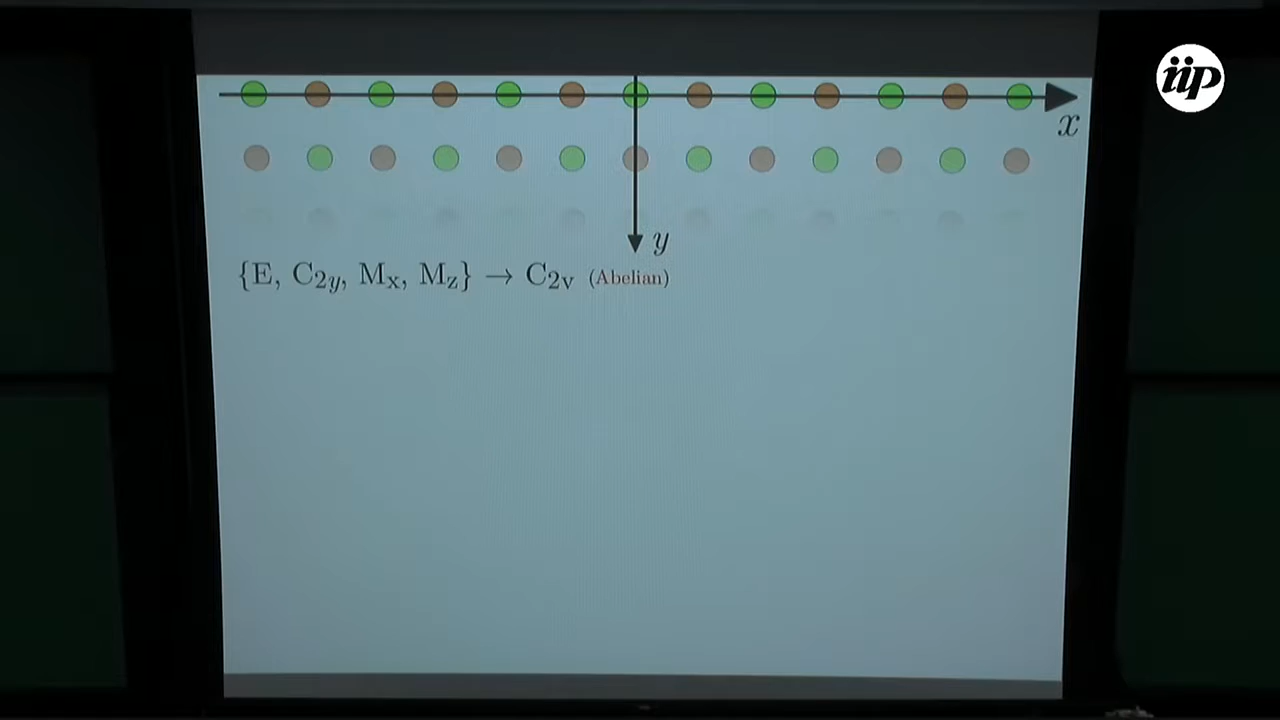 iip
x
y
{E, C₂y, Mx, Mz} → C₂v (Abelian)